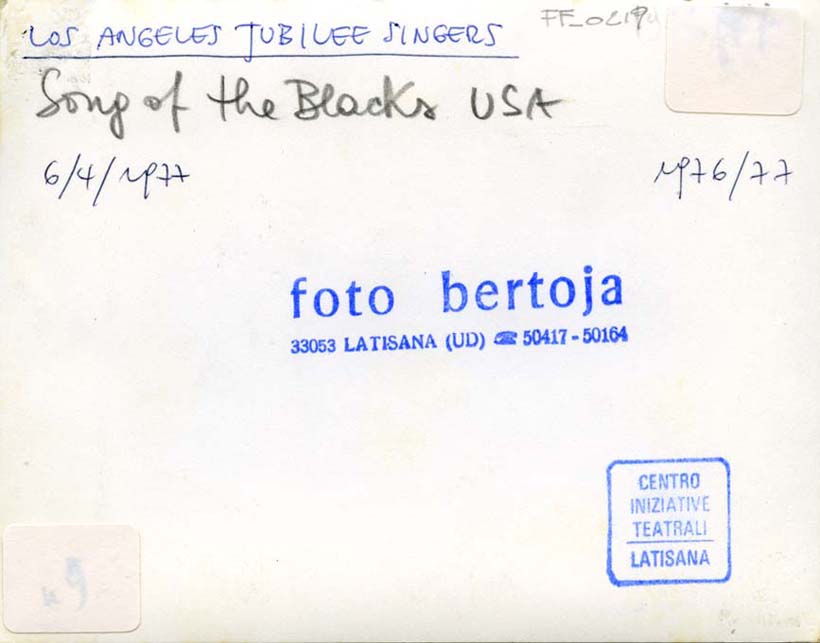 LOS ANGELES JUBILEE SINGERS
Song of the Blacks USA
6/4/1977
1976/77
foto bertoja
33053 LATISANA (UD) ☎ 50417 - 50164
CENTRO
INIZIATIVE
TEATRALI
LATISANA